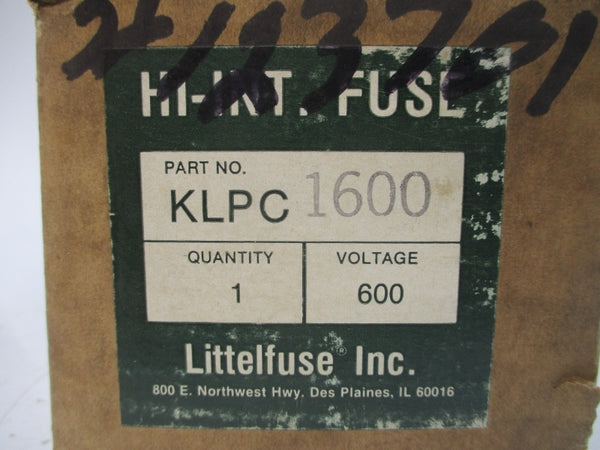 #183781
HI-INT. FUSE
PART NO.
KLPC 1600
QUANTITY
1
VOLTAGE
600
Littelfuse® Inc.
800 E. Northwest Hwy. Des Plaines, IL 60016